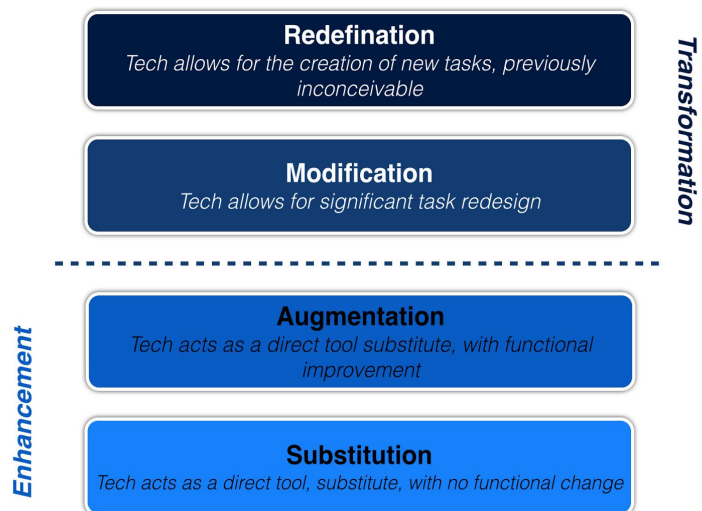 Redefination
Tech allows for the creation of new tasks, previously
inconceivable
Transformation
Modification
Tech allows for significant task redesign
Augmentation
Tech acts as a direct tool substitute, with functional
improvement
Enhancement
Substitution
Tech acts as a direct tool, substitute, with no functional change